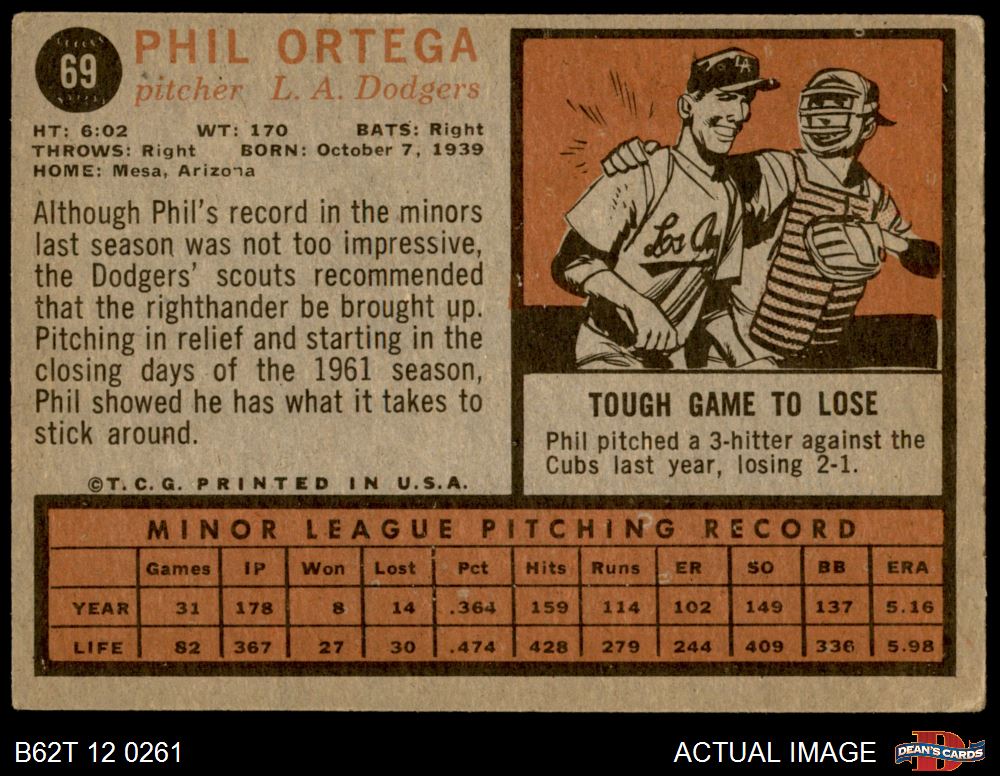 69
PHIL ORTEGA
pitcher L. A. Dodgers
HT: 6:02 WT: 170 BATS: Right
THROWS: Right BORN: October 7, 1939
HOME: Mesa, Arizona
Although Phil's record in the minors
last season was not too impressive,
the Dodgers' scouts recommended
that the righthander be brought up.
Pitching in relief and starting in the
closing days of the 1961 season,
Phil showed he has what it takes to
stick around.
©T. C. G. PRINTED IN U.S.A.
LA
Los An
TOUGH GAME TO LOSE
Phil pitched a 3-hitter against the
Cubs last year, losing 2-1.
MINOR LEAGUE PITCHING RECORD
Games IP Won Lost Pct Hits Runs ER SO BB ERA
YEAR 31 178 8 14 .364 159 114 102 149 137 5.16
LIFE 82 367 27 30 .474 428 279 244 409 336 5.98
B62T 12 0261
ACTUAL IMAGE
D
DEAN'S CARDS